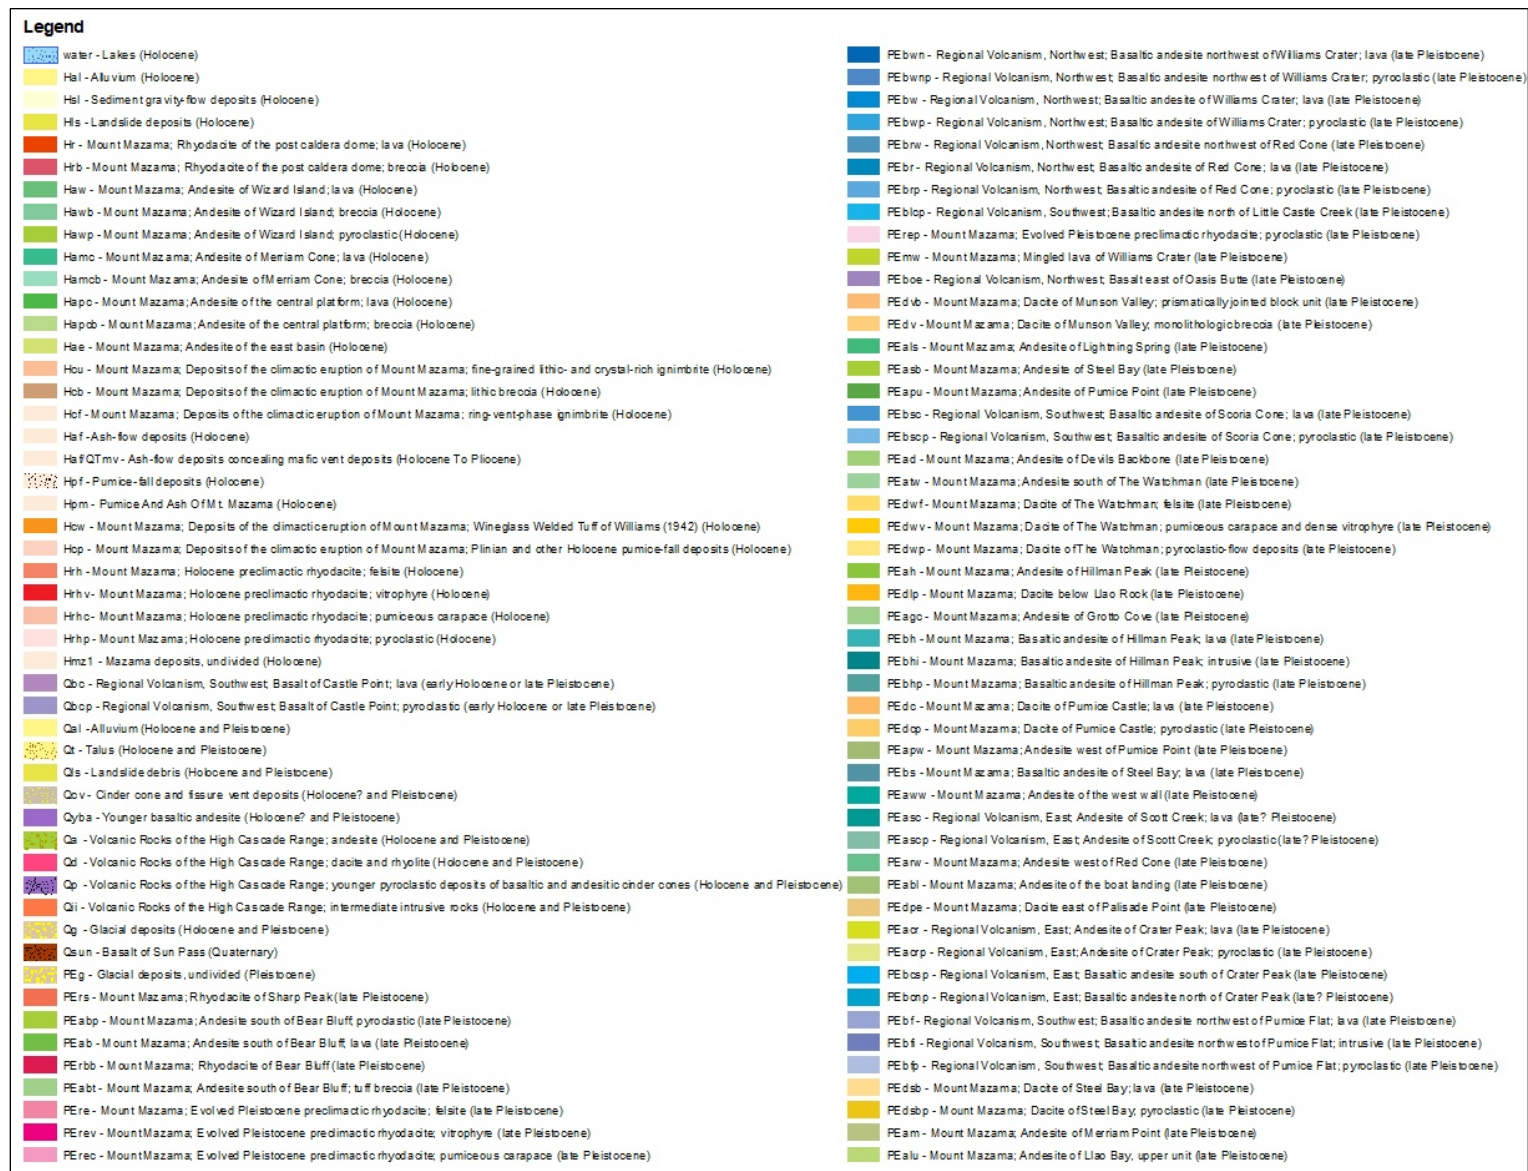 Legend
water - Lakes (Holocene)
Hal - Alluvium (Holocene)
Hsl - Sediment gravity-flow deposits (Holocene)
Hls - Landslide deposits (Holocene)
Hr - Mount Mazama; Rhyodacite of the post caldera dome; lava (Holocene)
Hrb - Mount Mazama; Rhyodacite of the post caldera dome; breccia (Holocene)
Haw - Mount Mazama; Andesite of Wizard Island; lava (Holocene)
Hawb - Mount Mazama; Andesite of Wizard Island; breccia (Holocene)
Hawp - Mount Mazama; Andesite of Wizard Island; pyroclastic (Holocene)
Hamc - Mount Mazama; Andesite of Merriam Cone; lava (Holocene)
Hamcb - Mount Mazama; Andesite of Merriam Cone; breccia (Holocene)
Hapc - Mount Mazama; Andesite of the central platform; lava (Holocene)
Hapcb - Mount Mazama; Andesite of the central platform; breccia (Holocene)
Hae - Mount Mazama; Andesite of the east basin (Holocene)
Hcu - Mount Mazama; Deposits of the climactic eruption of Mount Mazama; fine-grained lithic- and crystal-rich ignimbrite (Holocene)
Hcb - Mount Mazama; Deposits of the climactic eruption of Mount Mazama; lithic breccia (Holocene)
Hcf - Mount Mazama; Deposits of the climactic eruption of Mount Mazama; ring-vent-phase ignimbrite (Holocene)
Haf - Ash-flow deposits (Holocene)
Haf/QTmv - Ash-flow deposits concealing mafic vent deposits (Holocene To Pliocene)
Hpf - Pumice-fall deposits (Holocene)
Hpm - Pumice And Ash Of Mt. Mazama (Holocene)
Hcw - Mount Mazama; Deposits of the climactic eruption of Mount Mazama; Wineglass Welded Tuff of Williams (1942) (Holocene)
Hcp - Mount Mazama; Deposits of the climactic eruption of Mount Mazama; Plinian and other Holocene pumice-fall deposits (Holocene)
Hrh - Mount Mazama; Holocene preclimactic rhyodacite; felsite (Holocene)
Hrhv - Mount Mazama; Holocene preclimactic rhyodacite; vitrophyre (Holocene)
Hrhc - Mount Mazama; Holocene preclimactic rhyodacite; pumiceous carapace (Holocene)
Hrhp - Mount Mazama; Holocene preclimactic rhyodacite; pyroclastic (Holocene)
Hmz1 - Mazama deposits, undivided (Holocene)
Qbc - Regional Volcanism, Southwest; Basalt of Castle Point; lava (early Holocene or late Pleistocene)
Qbcp - Regional Volcanism, Southwest; Basalt of Castle Point; pyroclastic (early Holocene or late Pleistocene)
Qal - Alluvium (Holocene and Pleistocene)
Qt - Talus (Holocene and Pleistocene)
Qls - Landslide debris (Holocene and Pleistocene)
Qcv - Cinder cone and fissure vent deposits (Holocene? and Pleistocene)
Qyba - Younger basaltic andesite (Holocene? and Pleistocene)
Qa - Volcanic Rocks of the High Cascade Range; andesite (Holocene and Pleistocene)
Qd - Volcanic Rocks of the High Cascade Range; dacite and rhyolite (Holocene and Pleistocene)
Qp - Volcanic Rocks of the High Cascade Range; younger pyroclastic deposits of basaltic and andesitic cinder cones (Holocene and Pleistocene)
Qii - Volcanic Rocks of the High Cascade Range; intermediate intrusive rocks (Holocene and Pleistocene)
Qg - Glacial deposits (Holocene and Pleistocene)
Qsun - Basalt of Sun Pass (Quaternary)
PEg - Glacial deposits, undivided (Pleistocene)
PErs - Mount Mazama; Rhyodacite of Sharp Peak (late Pleistocene)
PEabp - Mount Mazama; Andesite south of Bear Bluff; pyroclastic (late Pleistocene)
PEab - Mount Mazama; Andesite south of Bear Bluff; lava (late Pleistocene)
PErbb - Mount Mazama; Rhyodacite of Bear Bluff (late Pleistocene)
PEabt - Mount Mazama; Andesite south of Bear Bluff; tuff breccia (late Pleistocene)
PEre - Mount Mazama; Evolved Pleistocene preclimactic rhyodacite; felsite (late Pleistocene)
PErev - Mount Mazama; Evolved Pleistocene preclimactic rhyodacite; vitrophyre (late Pleistocene)
PErec - Mount Mazama; Evolved Pleistocene preclimactic rhyodacite; pumiceous carapace (late Pleistocene)
PEbwn - Regional Volcanism, Northwest; Basaltic andesite northwest of Williams Crater; lava (late Pleistocene)
PEbwnp - Regional Volcanism, Northwest; Basaltic andesite northwest of Williams Crater; pyroclastic (late Pleistocene)
PEbw - Regional Volcanism, Northwest; Basaltic andesite of Williams Crater; lava (late Pleistocene)
PEbwp - Regional Volcanism, Northwest; Basaltic andesite of Williams Crater; pyroclastic (late Pleistocene)
PEbrw - Regional Volcanism, Northwest; Basaltic andesite northwest of Red Cone (late Pleistocene)
PEbr - Regional Volcanism, Northwest; Basaltic andesite of Red Cone; lava (late Pleistocene)
PEbrp - Regional Volcanism, Northwest; Basaltic andesite of Red Cone; pyroclastic (late Pleistocene)
PEblcp - Regional Volcanism, Southwest; Basaltic andesite north of Little Castle Creek (late Pleistocene)
PErep - Mount Mazama; Evolved Pleistocene preclimactic rhyodacite; pyroclastic (late Pleistocene)
PEmw - Mount Mazama; Mingled lava of Williams Crater (late Pleistocene)
PEboe - Regional Volcanism, Northwest; Basalt east of Oasis Butte (late Pleistocene)
PEdvb - Mount Mazama; Dacite of Munson Valley; prismatically jointed block unit (late Pleistocene)
PEdv - Mount Mazama; Dacite of Munson Valley; monolithologic breccia (late Pleistocene)
PEals - Mount Mazama; Andesite of Lightning Spring (late Pleistocene)
PEasb - Mount Mazama; Andesite of Steel Bay (late Pleistocene)
PEapu - Mount Mazama; Andesite of Pumice Point (late Pleistocene)
PEbsc - Regional Volcanism, Southwest; Basaltic andesite of Scoria Cone; lava (late Pleistocene)
PEbscp - Regional Volcanism, Southwest; Basaltic andesite of Scoria Cone; pyroclastic (late Pleistocene)
PEad - Mount Mazama; Andesite of Devils Backbone (late Pleistocene)
PEatw - Mount Mazama; Andesite south of The Watchman (late Pleistocene)
PEdwf - Mount Mazama; Dacite of The Watchman; felsite (late Pleistocene)
PEdwv - Mount Mazama; Dacite of The Watchman; pumiceous carapace and dense vitrophyre (late Pleistocene)
PEdwp - Mount Mazama; Dacite of The Watchman; pyroclastic-flow deposits (late Pleistocene)
PEah - Mount Mazama; Andesite of Hillman Peak (late Pleistocene)
PEdlp - Mount Mazama; Dacite below Llao Rock (late Pleistocene)
PEagc - Mount Mazama; Andesite of Grotto Cove (late Pleistocene)
PEbh - Mount Mazama; Basaltic andesite of Hillman Peak; lava (late Pleistocene)
PEbhi - Mount Mazama; Basaltic andesite of Hillman Peak; intrusive (late Pleistocene)
PEbhp - Mount Mazama; Basaltic andesite of Hillman Peak; pyroclastic (late Pleistocene)
PEdc - Mount Mazama; Dacite of Pumice Castle; lava (late Pleistocene)
PEdcp - Mount Mazama; Dacite of Pumice Castle; pyroclastic (late Pleistocene)
PEapw - Mount Mazama; Andesite west of Pumice Point (late Pleistocene)
PEbs - Mount Mazama; Basaltic andesite of Steel Bay; lava (late Pleistocene)
PEaww - Mount Mazama; Andesite of the west wall (late Pleistocene)
PEasc - Regional Volcanism, East; Andesite of Scott Creek; lava (late? Pleistocene)
PEascp - Regional Volcanism, East; Andesite of Scott Creek; pyroclastic (late? Pleistocene)
PEarw - Mount Mazama; Andesite west of Red Cone (late Pleistocene)
PEabl - Mount Mazama; Andesite of the boat landing (late Pleistocene)
PEdpe - Mount Mazama; Dacite east of Palisade Point (late Pleistocene)
PEacr - Regional Volcanism, East; Andesite of Crater Peak; lava (late Pleistocene)
PEacrp - Regional Volcanism, East; Andesite of Crater Peak; pyroclastic (late Pleistocene)
PEbcsp - Regional Volcanism, East; Basaltic andesite south of Crater Peak (late Pleistocene)
PEbcnp - Regional Volcanism, East; Basaltic andesite north of Crater Peak (late? Pleistocene)
PEbf - Regional Volcanism, Southwest; Basaltic andesite northwest of Pumice Flat; lava (late Pleistocene)
PEbfi - Regional Volcanism, Southwest; Basaltic andesite northwest of Pumice Flat; intrusive (late Pleistocene)
PEbfp - Regional Volcanism, Southwest; Basaltic andesite northwest of Pumice Flat; pyroclastic (late Pleistocene)
PEdsb - Mount Mazama; Dacite of Steel Bay; lava (late Pleistocene)
PEdsbp - Mount Mazama; Dacite of Steel Bay; pyroclastic (late Pleistocene)
PEam - Mount Mazama; Andesite of Merriam Point (late Pleistocene)
PEalu - Mount Mazama; Andesite of Llao Bay, upper unit (late Pleistocene)